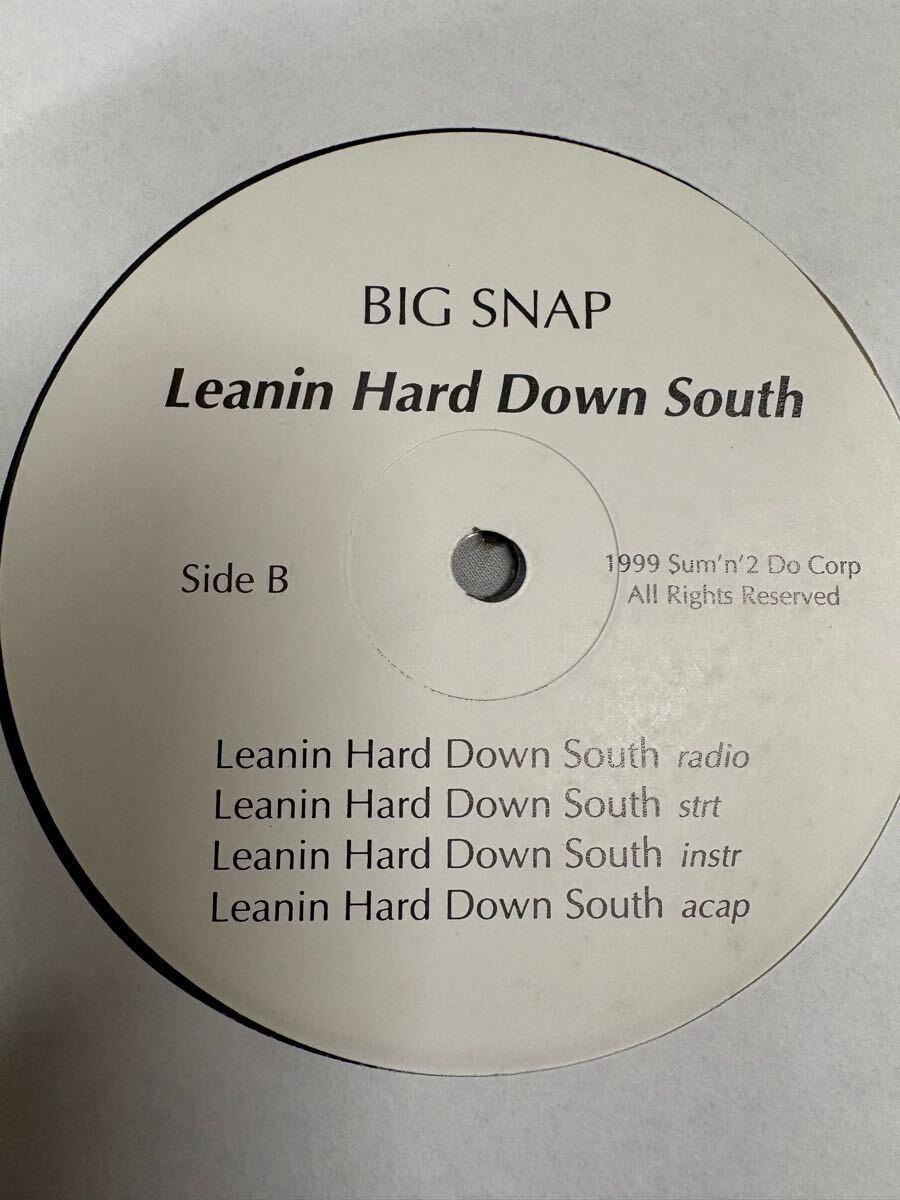 BIG SNAP
Leanin Hard Down South
Side B
1999 Sum'n'2 Do Corp
All Rights Reserved
Leanin Hard Down South radio
Leanin Hard Down South strt
Leanin Hard Down South instr
Leanin Hard Down South acap